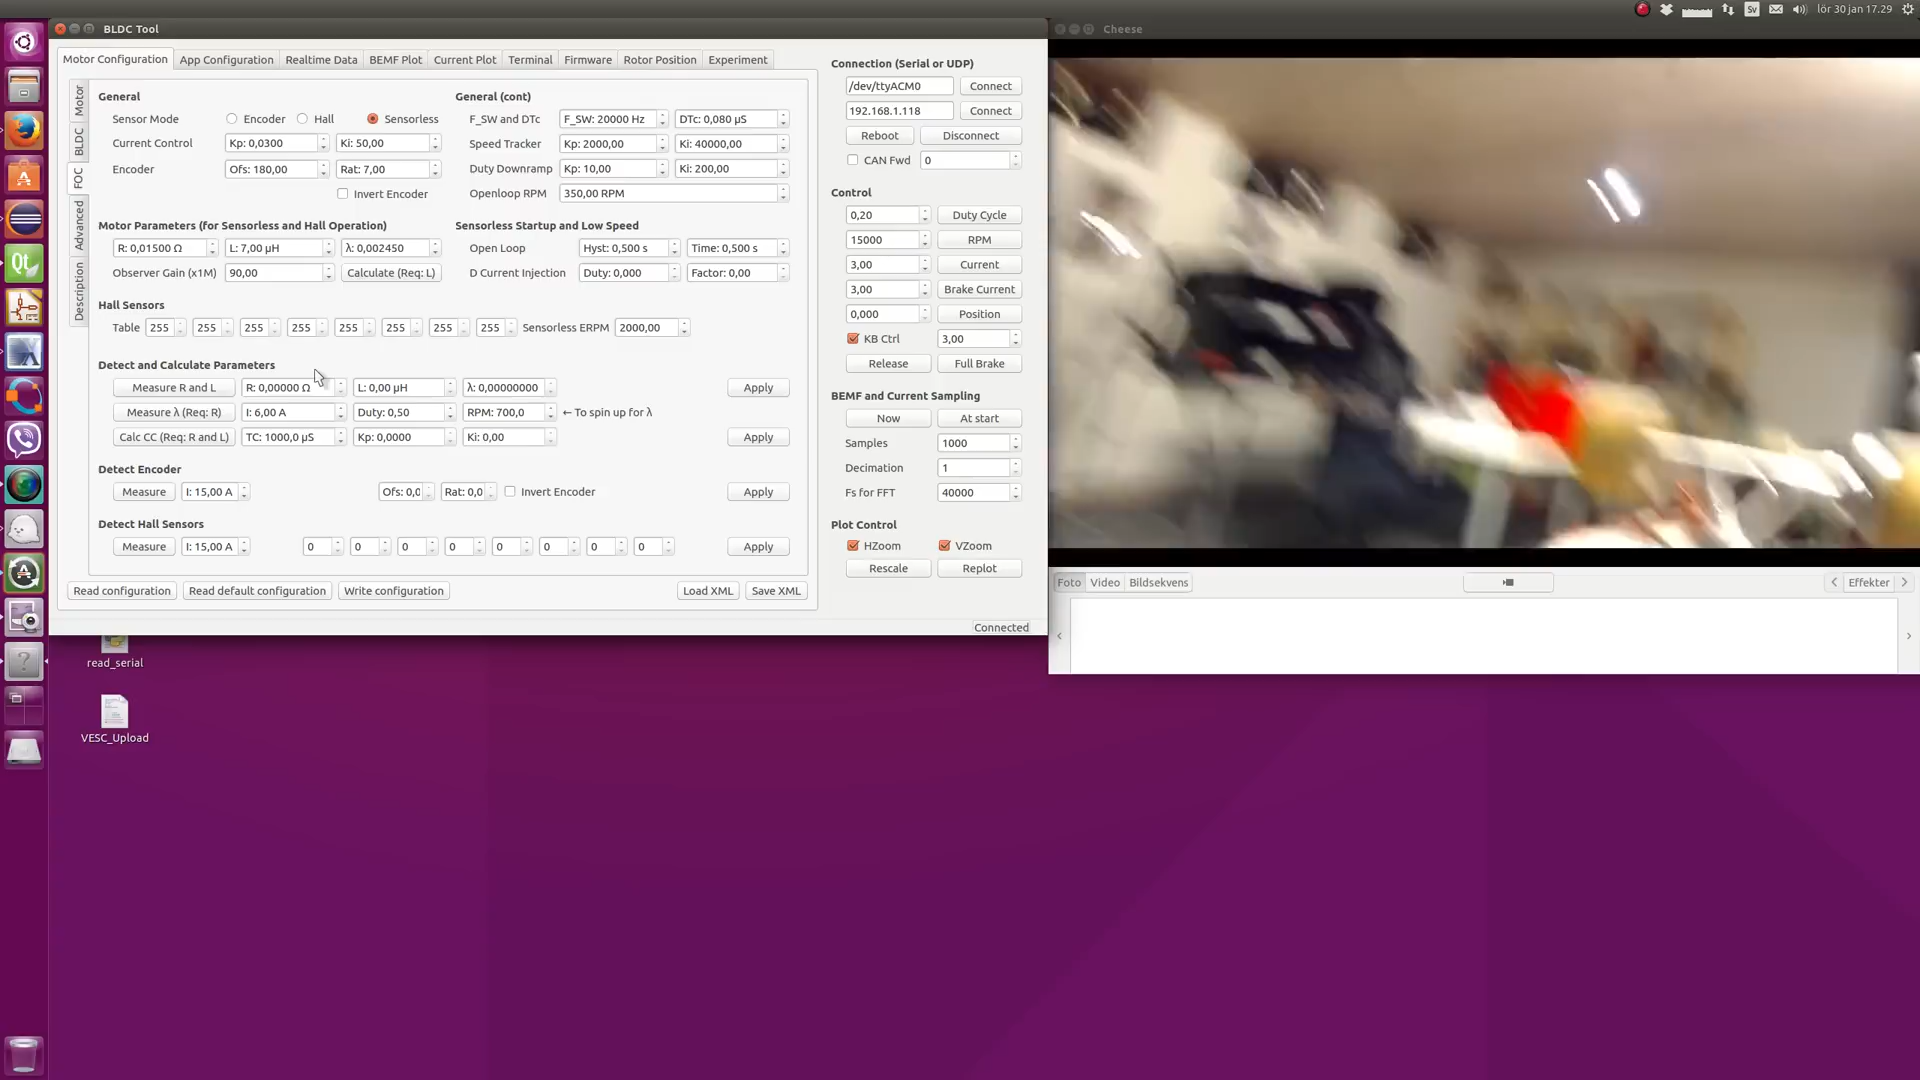 Sv
lör 30 jan 17.29
BLDC Tool
Motor Configuration App Configuration Realtime Data BEMF Plot Current Plot Terminal Firmware Rotor Position Experiment
Motor
BLDC
FOC
Advanced
Description
General
Sensor Mode Encoder Hall Sensorless
Current Control Kp: 0,0300 Ki: 50,00
Encoder Ofs: 180,00 Rat: 7,00
Invert Encoder
General (cont)
F_SW and DTc F_SW: 20000 Hz DTc: 0,080 µS
Speed Tracker Kp: 2000,00 Ki: 40000,00
Duty Downramp Kp: 10,00 Ki: 200,00
Openloop RPM 350,00 RPM
Motor Parameters (for Sensorless and Hall Operation)
R: 0,01500 Ω L: 7,00 µH λ: 0,002450
Observer Gain (x1M) 90,00 Calculate (Req: L)
Sensorless Startup and Low Speed
Open Loop Hyst: 0,500 s Time: 0,500 s
D Current Injection Duty: 0,000 Factor: 0,00
Hall Sensors
Table 255 255 255 255 255 255 255 255 Sensorless ERPM 2000,00
Detect and Calculate Parameters
Measure R and L R: 0,00000 Ω L: 0,00 µH λ: 0,00000000 Apply
Measure λ (Req: R) I: 6,00 A Duty: 0,50 RPM: 700,0 ← To spin up for λ
Calc CC (Req: R and L) TC: 1000,0 µS Kp: 0,0000 Ki: 0,00 Apply
Detect Encoder
Measure I: 15,00 A Ofs: 0,0 Rat: 0,0 Invert Encoder Apply
Detect Hall Sensors
Measure I: 15,00 A 0 0 0 0 0 0 0 0 Apply
Read configuration Read default configuration Write configuration Load XML Save XML
Connection (Serial or UDP)
/dev/ttyACM0 Connect
192.168.1.118 Connect
Reboot Disconnect
CAN Fwd 0
Control
0,20 Duty Cycle
15000 RPM
3,00 Current
3,00 Brake Current
0,000 Position
KB Ctrl 3,00
Release Full Brake
BEMF and Current Sampling
Now At start
Samples 1000
Decimation 1
Fs for FFT 40000
Plot Control
HZoom VZoom
Rescale Replot
Connected
Cheese
Foto Video Bildsekvens Effekter
read_serial
VESC_Upload